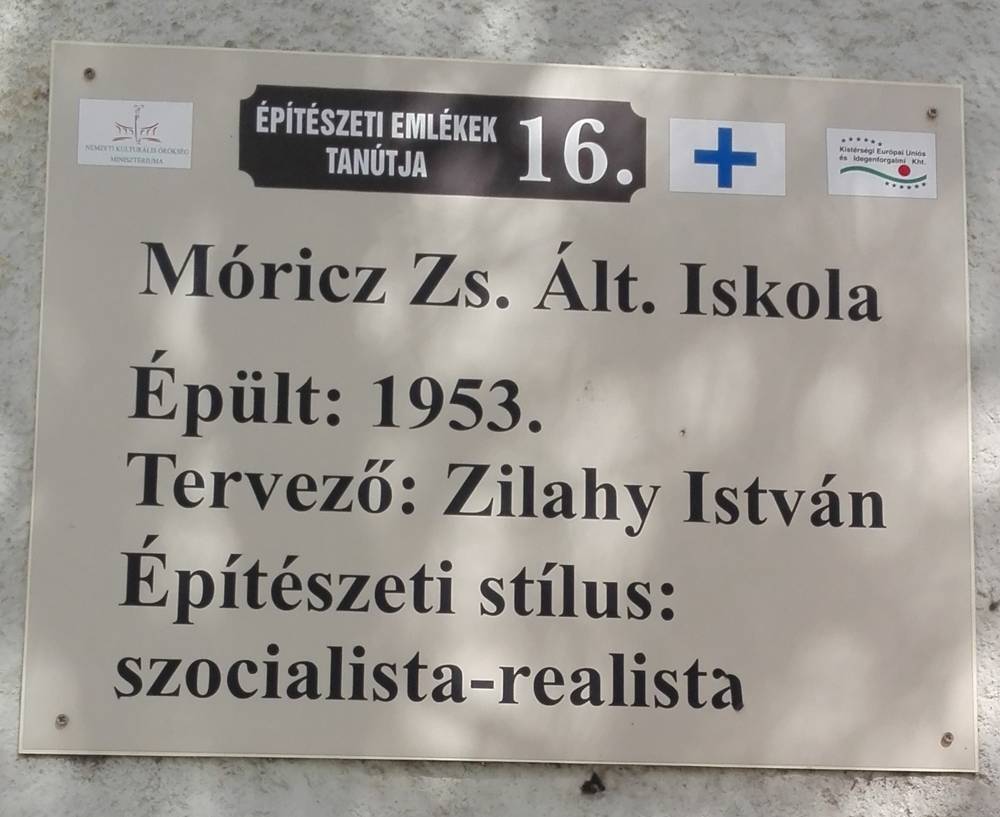 NEMZETI KULTURÁLIS ÖRÖKSÉG
MINISZTÉRIUMA
ÉPÍTÉSZETI EMLÉKEK
TANÚTJA
16.
Kistérségi Európai Uniós
és Idegenforgalmi Kht.
Móricz Zs. Ált. Iskola
Épült: 1953.
Tervező: Zilahy István
Építészeti stílus:
szocialista-realista